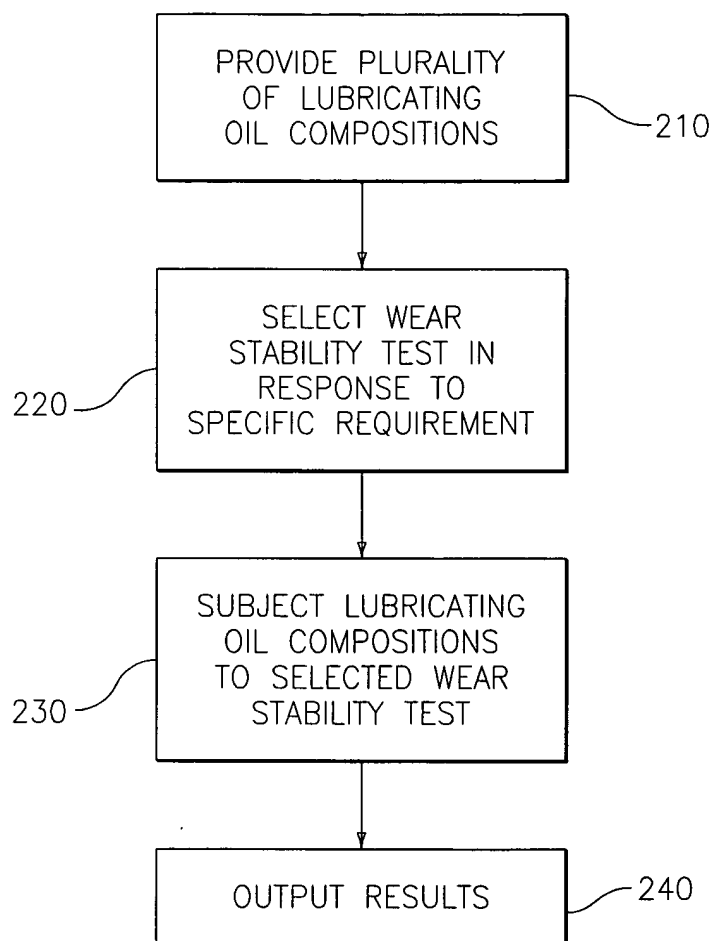 PROVIDE PLURALITY
OF LUBRICATING
OIL COMPOSITIONS
210
SELECT WEAR
STABILITY TEST IN
RESPONSE TO
SPECIFIC REQUIREMENT
220
SUBJECT LUBRICATING
OIL COMPOSITIONS
TO SELECTED WEAR
STABILITY TEST
230
OUTPUT RESULTS
240